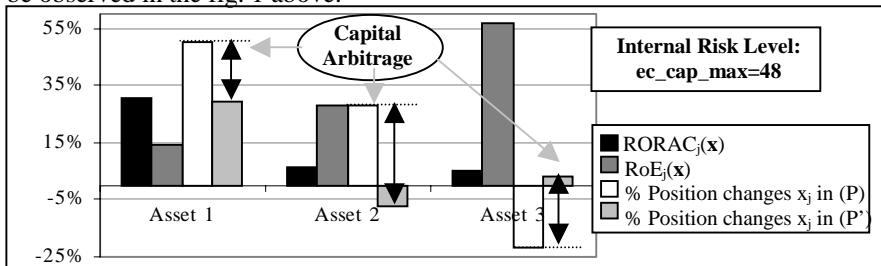 be observed in the fig. 1 above.
55%
35%
15%
-5%
-25%
Capital
Arbitrage
Asset 1
Asset 2
Asset 3
Internal Risk Level:
ec_cap_max=48
RORACj(x)
RoEj(x)
% Position changes xj in (P)
% Position changes xj in (P')